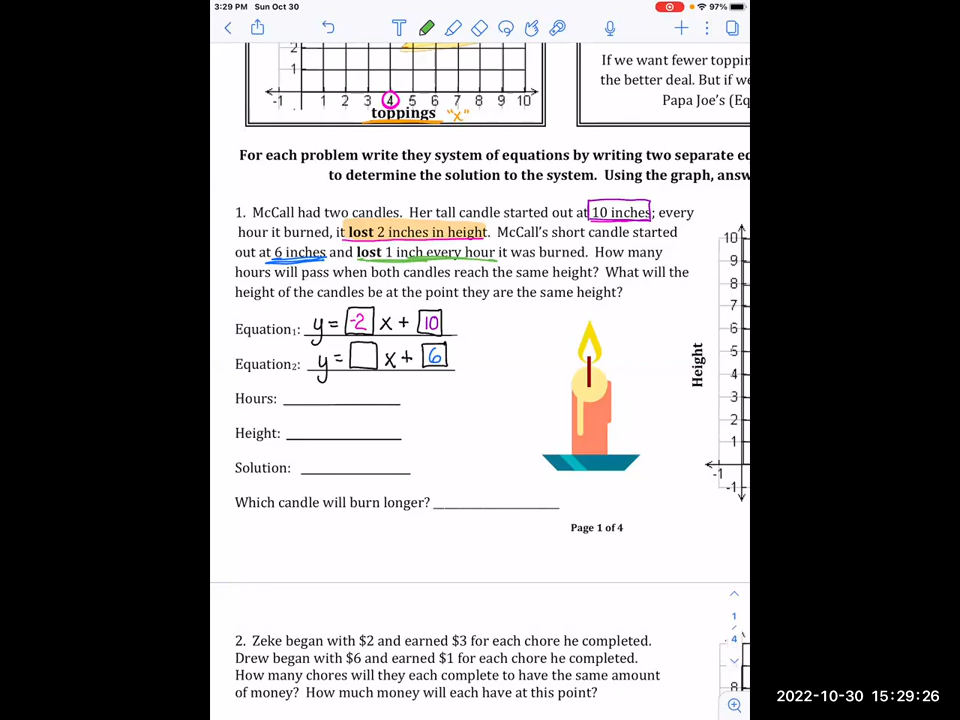 3:29 PM Sun Oct 30
97%
T
2
1
-1 1 2 3 4 5 6 7 8 9 10
toppings "x"
If we want fewer toppin
the better deal. But if we
Papa Joe's (Eq
For each problem write they system of equations by writing two separate eq
to determine the solution to the system. Using the graph, answ
1. McCall had two candles. Her tall candle started out at 10 inches; every
hour it burned, it lost 2 inches in height. McCall's short candle started
out at 6 inches and lost 1 inch every hour it was burned. How many
hours will pass when both candles reach the same height? What will the
height of the candles be at the point they are the same height?
Equation1: y = -2 x + 10
Equation2: y = x + 6
Hours:
Height:
Solution:
Which candle will burn longer?
Page 1 of 4
Height
10
9
8
7
6
5
4
3
2
1
-1
-1
2. Zeke began with $2 and earned $3 for each chore he completed.
Drew began with $6 and earned $1 for each chore he completed.
How many chores will they each complete to have the same amount
of money? How much money will each have at this point?
1
/
4
8
2022-10-30 15:29:26